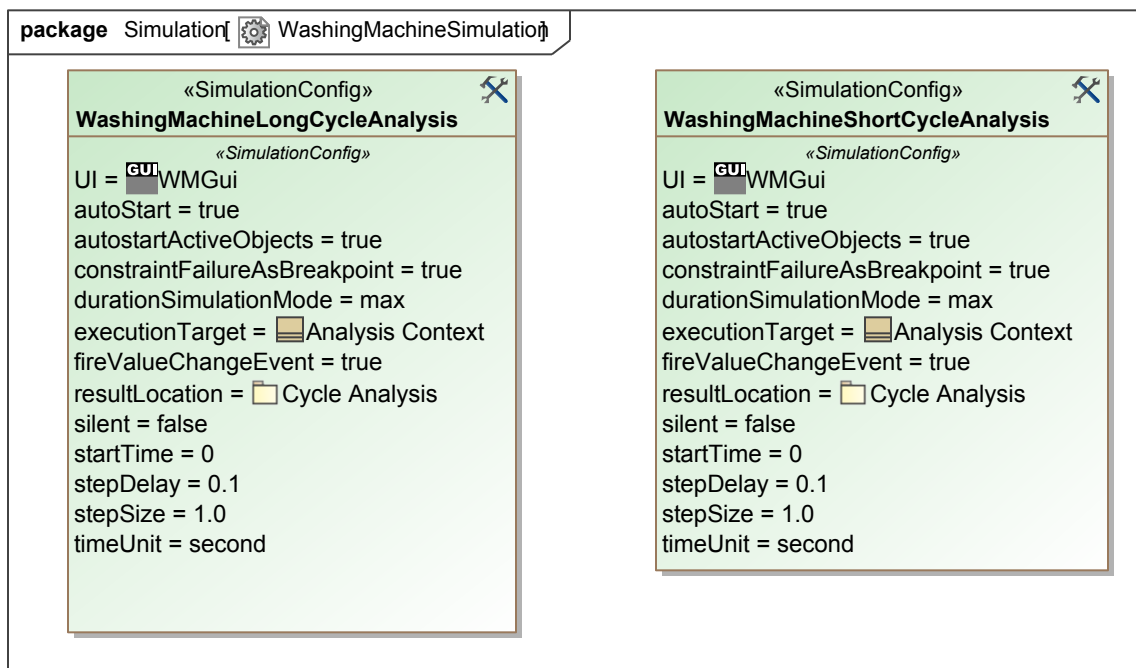 package Simulation[ WashingMachineSimulation]
«SimulationConfig»
WashingMachineLongCycleAnalysis
«SimulationConfig»
UI = GUI WMGui
autoStart = true
autostartActiveObjects = true
constraintFailureAsBreakpoint = true
durationSimulationMode = max
executionTarget = Analysis Context
fireValueChangeEvent = true
resultLocation = Cycle Analysis
silent = false
startTime = 0
stepDelay = 0.1
stepSize = 1.0
timeUnit = second
«SimulationConfig»
WashingMachineShortCycleAnalysis
«SimulationConfig»
UI = GUI WMGui
autoStart = true
autostartActiveObjects = true
constraintFailureAsBreakpoint = true
durationSimulationMode = max
executionTarget = Analysis Context
fireValueChangeEvent = true
resultLocation = Cycle Analysis
silent = false
startTime = 0
stepDelay = 0.1
stepSize = 1.0
timeUnit = second